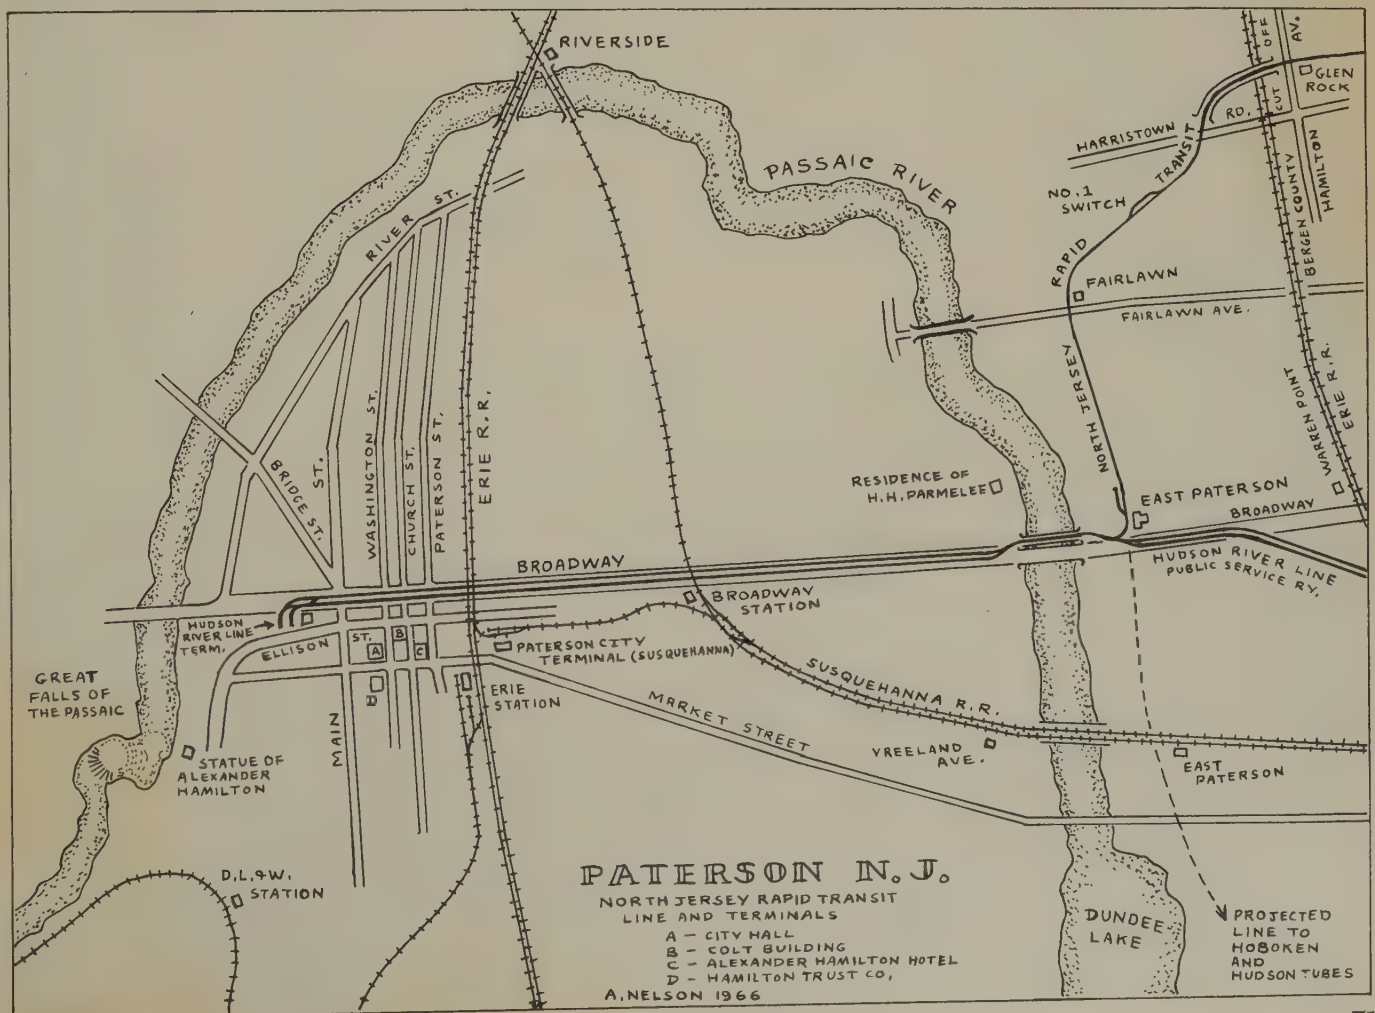 RIVERSIDE
OFF
AV.
GLEN
ROCK
CUT
RD.
HARRISTOWN
TRANSIT
PASSAIC RIVER
NO. 1
SWITCH
HAMILTON
BERGEN COUNTY
RIVER ST.
RAPID
FAIRLAWN
FAIRLAWN AVE.
NORTH JERSEY
WARREN POINT
ERIE R.R.
WASHINGTON ST.
CHURCH ST.
PATERSON ST.
ERIE R.R.
BRIDGE ST.
ST.
RESIDENCE OF
H.H. PARMELEE
EAST PATERSON
BROADWAY
BROADWAY
HUDSON RIVER LINE
PUBLIC SERVICE RY.
BROADWAY
STATION
HUDSON
RIVER LINE
TERM.
ELLISON
ST.
A
B
C
D
PATERSON CITY
TERMINAL (SUSQUEHANNA)
SUSQUEHANNA R.R.
GREAT
FALLS OF
THE PASSAIC
ERIE
STATION
MARKET STREET
MAIN
VREELAND
AVE.
EAST
PATERSON
STATUE OF
ALEXANDER
HAMILTON
D.L.&W.
STATION
PATERSON N.J.
NORTH JERSEY RAPID TRANSIT
LINE AND TERMINALS
A - CITY HALL
B - COLT BUILDING
C - ALEXANDER HAMILTON HOTEL
D - HAMILTON TRUST CO,
A. NELSON 1966
DUNDEE
LAKE
PROJECTED
LINE TO
HOBOKEN
AND
HUDSON TUBES